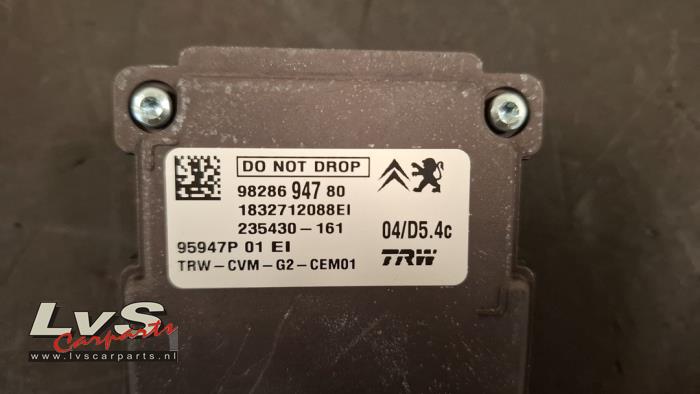 DO NOT DROP
98286 947 80
1832712088EI
235430-161
04/D5.4c
95947P 01 EI
TRW-CVM-G2-CEM01
TRW
LvS
Carparts
www.lvscarparts.nl